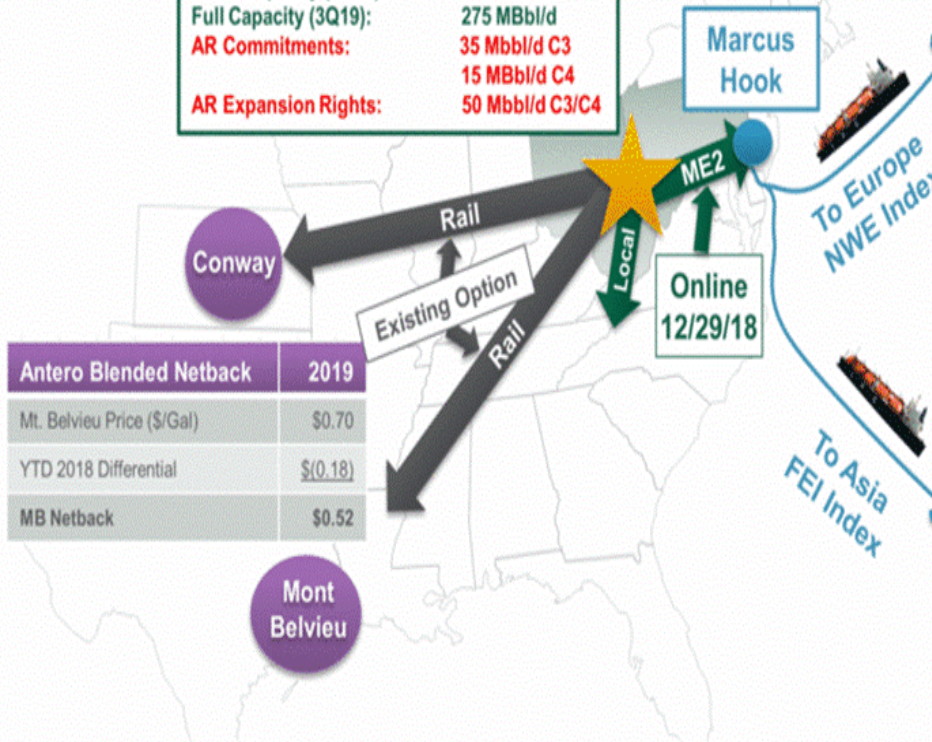 Full Capacity (3Q19): 275 MBbl/d
AR Commitments: 35 Mbbl/d C3
15 MBbl/d C4
AR Expansion Rights: 50 Mbbl/d C3/C4
Marcus
Hook
ME2
To Europe
NWE Index
Rail
Conway
Local
Online
12/29/18
Existing Option
Rail
Antero Blended Netback 2019
Mt. Belvieu Price ($/Gal) $0.70
YTD 2018 Differential $(0.18)
MB Netback $0.52
To Asia
FEI Index
Mont
Belvieu